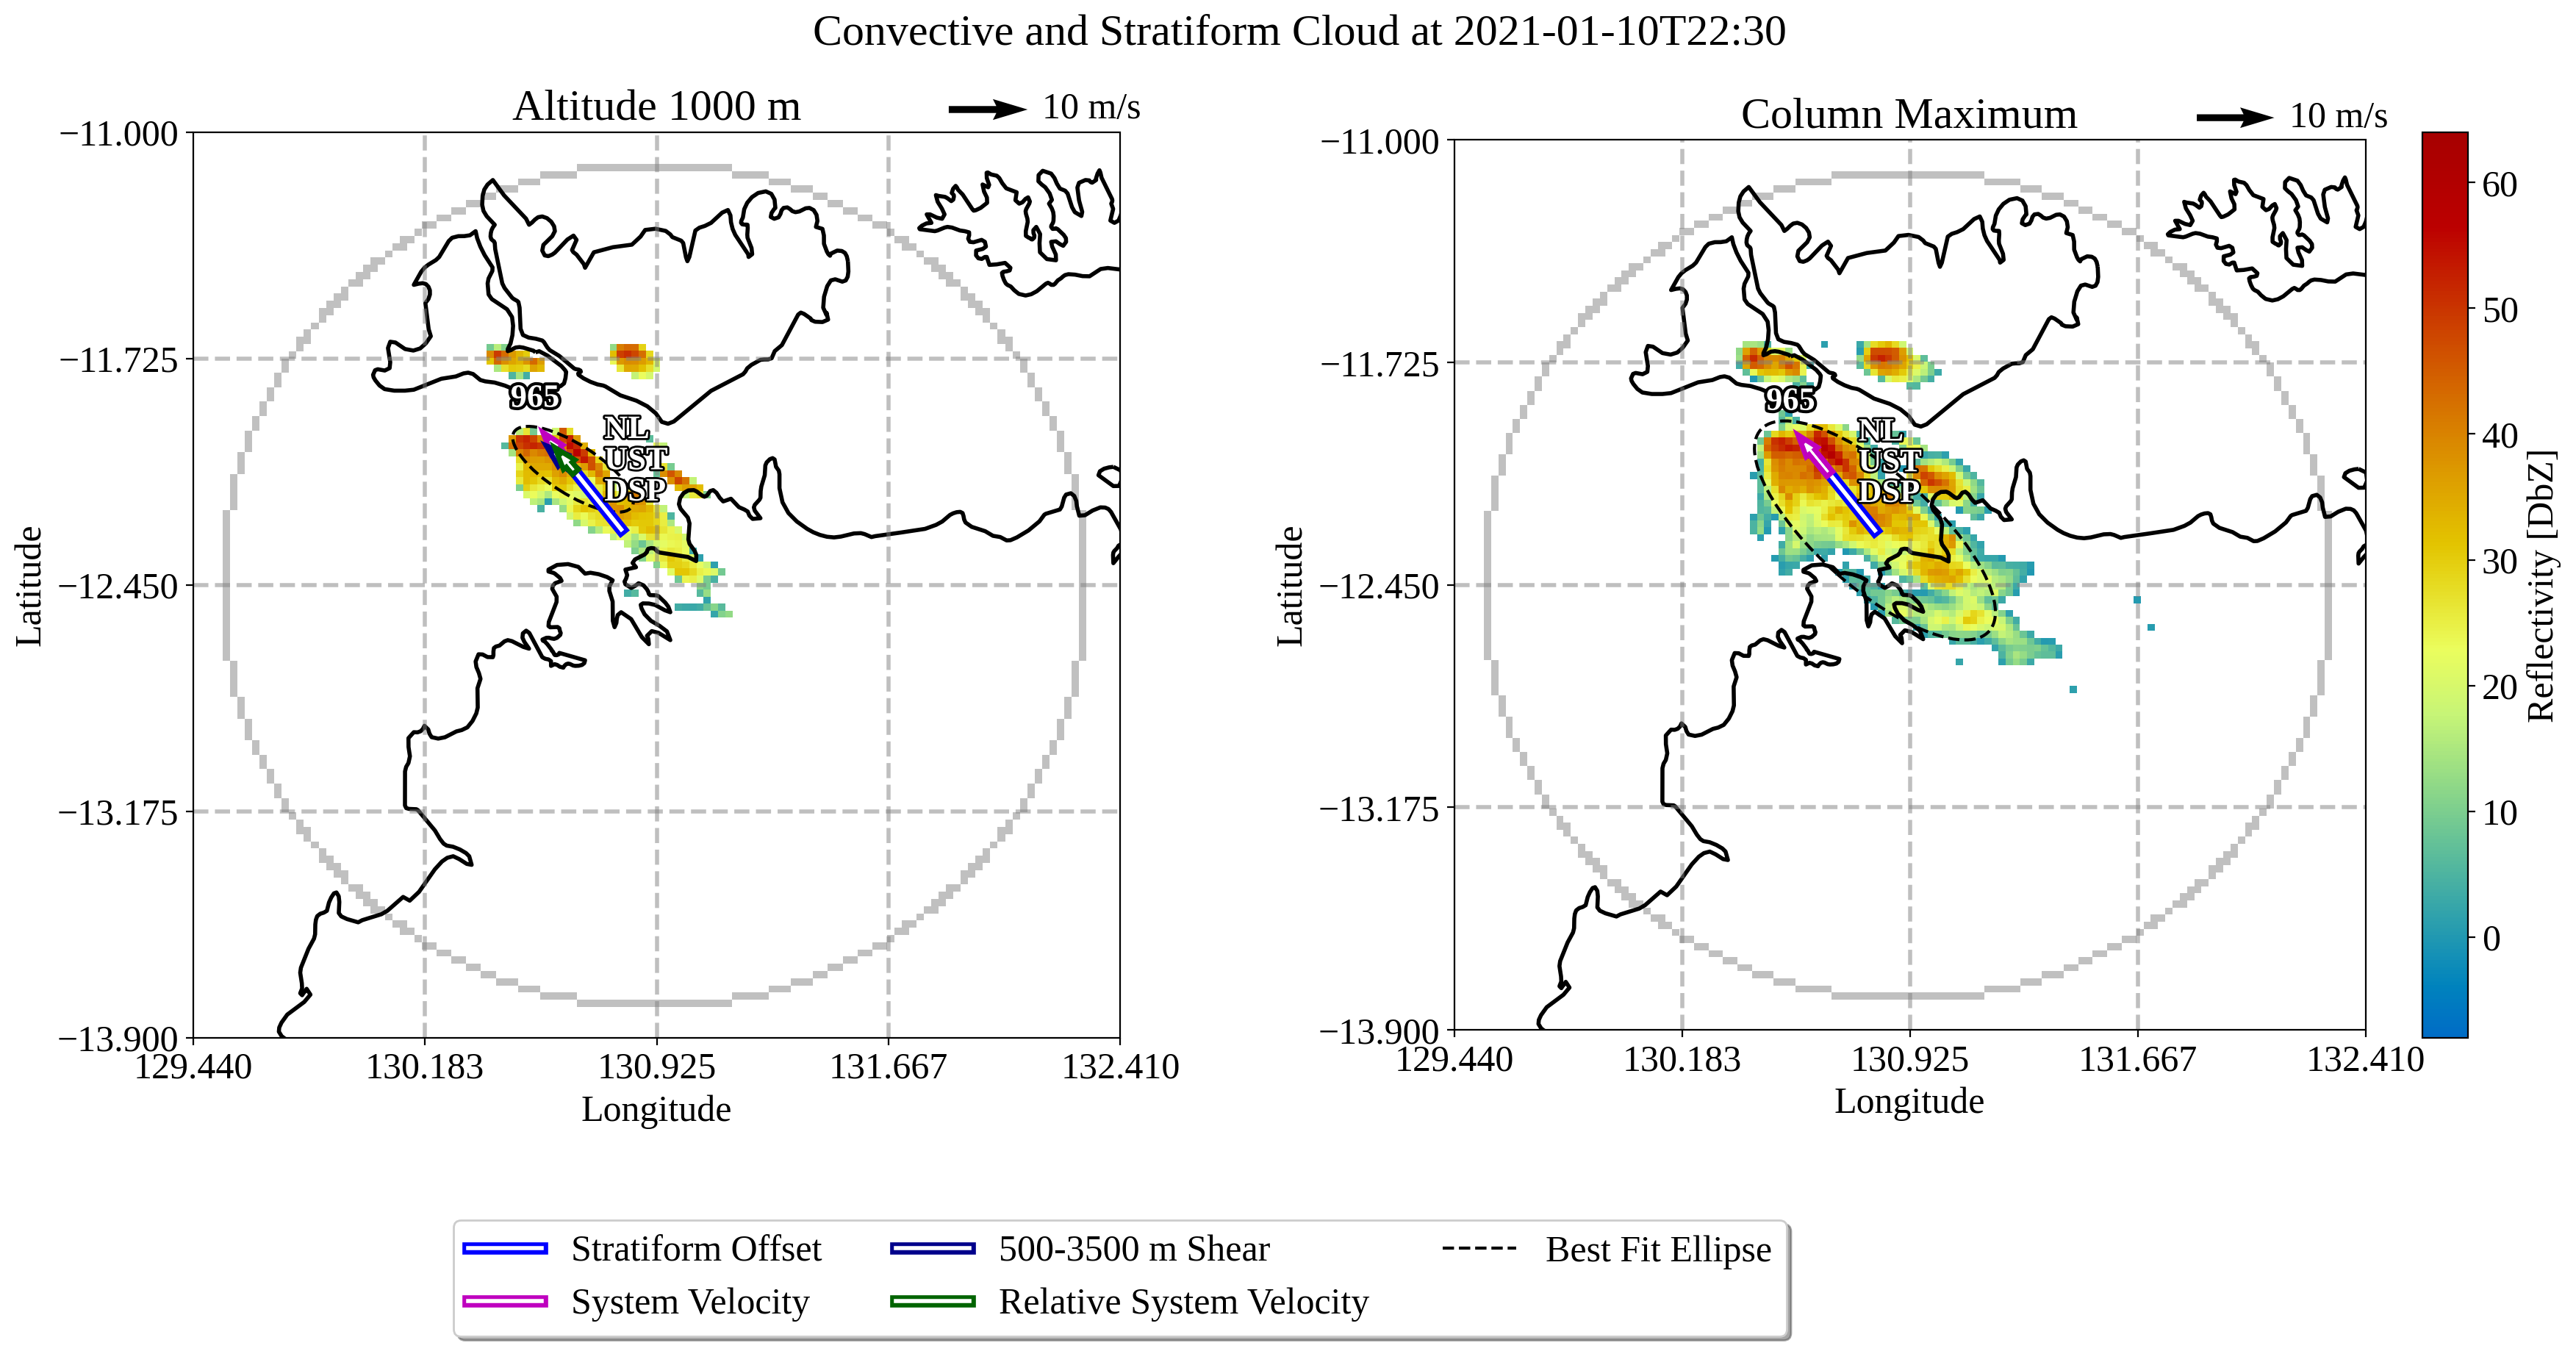 Convective and Stratiform Cloud at 2021-01-10T22:30
Altitude 1000 m
10 m/s
−11.000
−11.725
−12.450
−13.175
−13.900
129.440
130.183
130.925
131.667
132.410
Latitude
Longitude
965
NL
UST
DSP
Column Maximum
10 m/s
−11.000
−11.725
−12.450
−13.175
−13.900
129.440
130.183
130.925
131.667
132.410
Latitude
Longitude
965
NL
UST
DSP
60
50
40
30
20
10
0
Reflectivity [DbZ]
Stratiform Offset
System Velocity
500-3500 m Shear
Relative System Velocity
Best Fit Ellipse